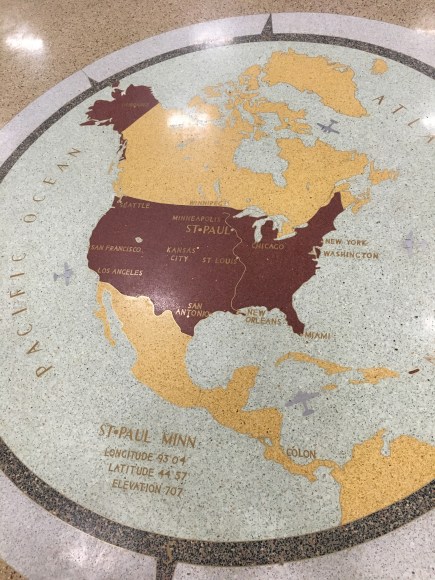 PACIFIC OCEAN
ATL
SEATTLE
WINNIPEG
MINNEAPOLIS
ST•PAUL
SAN FRANCISCO
KANSAS
CITY
ST LOUIS
CHICAGO
NEW YORK
WASHINGTON
LOS ANGELES
SAN
ANTONIO
NEW
ORLEANS
MIAMI
COLON
ST•PAUL MINN
LONGITUDE 93 04
LATITUDE 44 57
ELEVATION 707